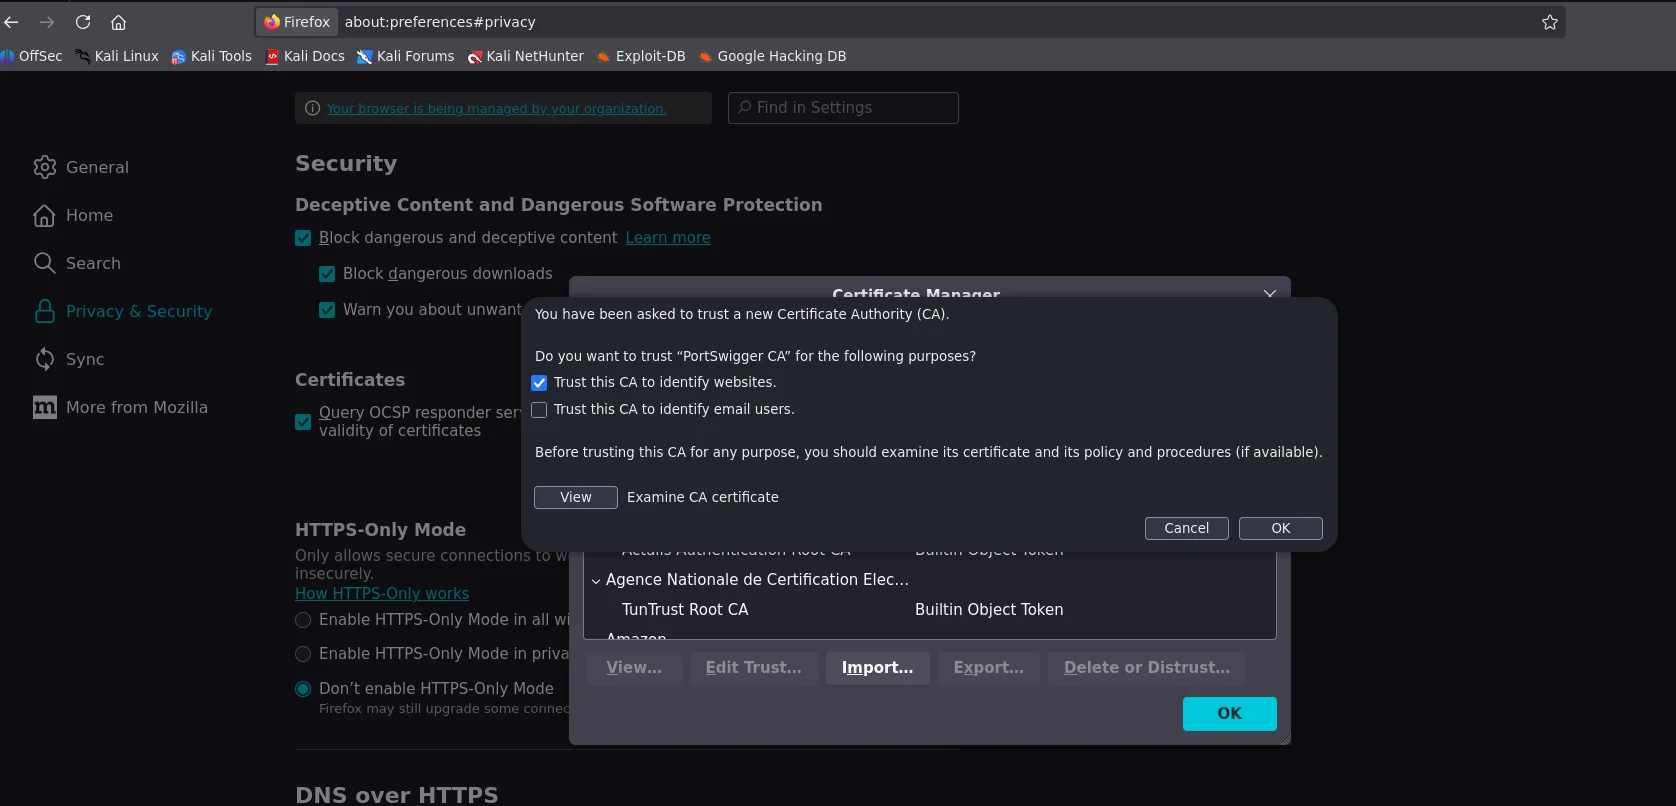 Firefox about:preferences#privacy
OffSec Kali Linux Kali Tools Kali Docs Kali Forums Kali NetHunter Exploit-DB Google Hacking DB
Your browser is being managed by your organization.
Find in Settings
General
Home
Search
Privacy & Security
Sync
More from Mozilla
Security
Deceptive Content and Dangerous Software Protection
Block dangerous and deceptive content Learn more
Block dangerous downloads
Warn you about unwant
Certificates
Query OCSP responder ser
validity of certificates
HTTPS-Only Mode
Only allows secure connections to w
insecurely.
How HTTPS-Only works
Enable HTTPS-Only Mode in all wi
Enable HTTPS-Only Mode in priva
Don’t enable HTTPS-Only Mode
Firefox may still upgrade some connec
DNS over HTTPS
Certificate Manager
You have been asked to trust a new Certificate Authority (CA).
Do you want to trust “PortSwigger CA” for the following purposes?
Trust this CA to identify websites.
Trust this CA to identify email users.
Before trusting this CA for any purpose, you should examine its certificate and its policy and procedures (if available).
View Examine CA certificate
Cancel OK
Actalis Authentication Root CA Builtin Object Token
Agence Nationale de Certification Elec…
TunTrust Root CA Builtin Object Token
Amazon
View… Edit Trust… Import… Export… Delete or Distrust…
OK